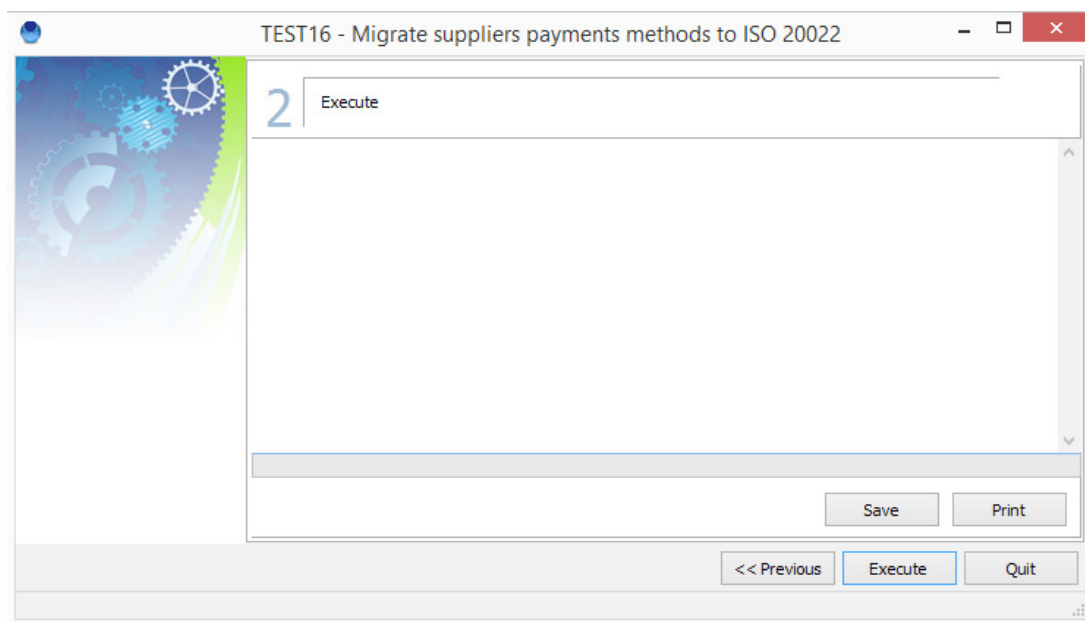 TEST16 - Migrate suppliers payments methods to ISO 20022
2 Execute
Save Print
<< Previous Execute Quit